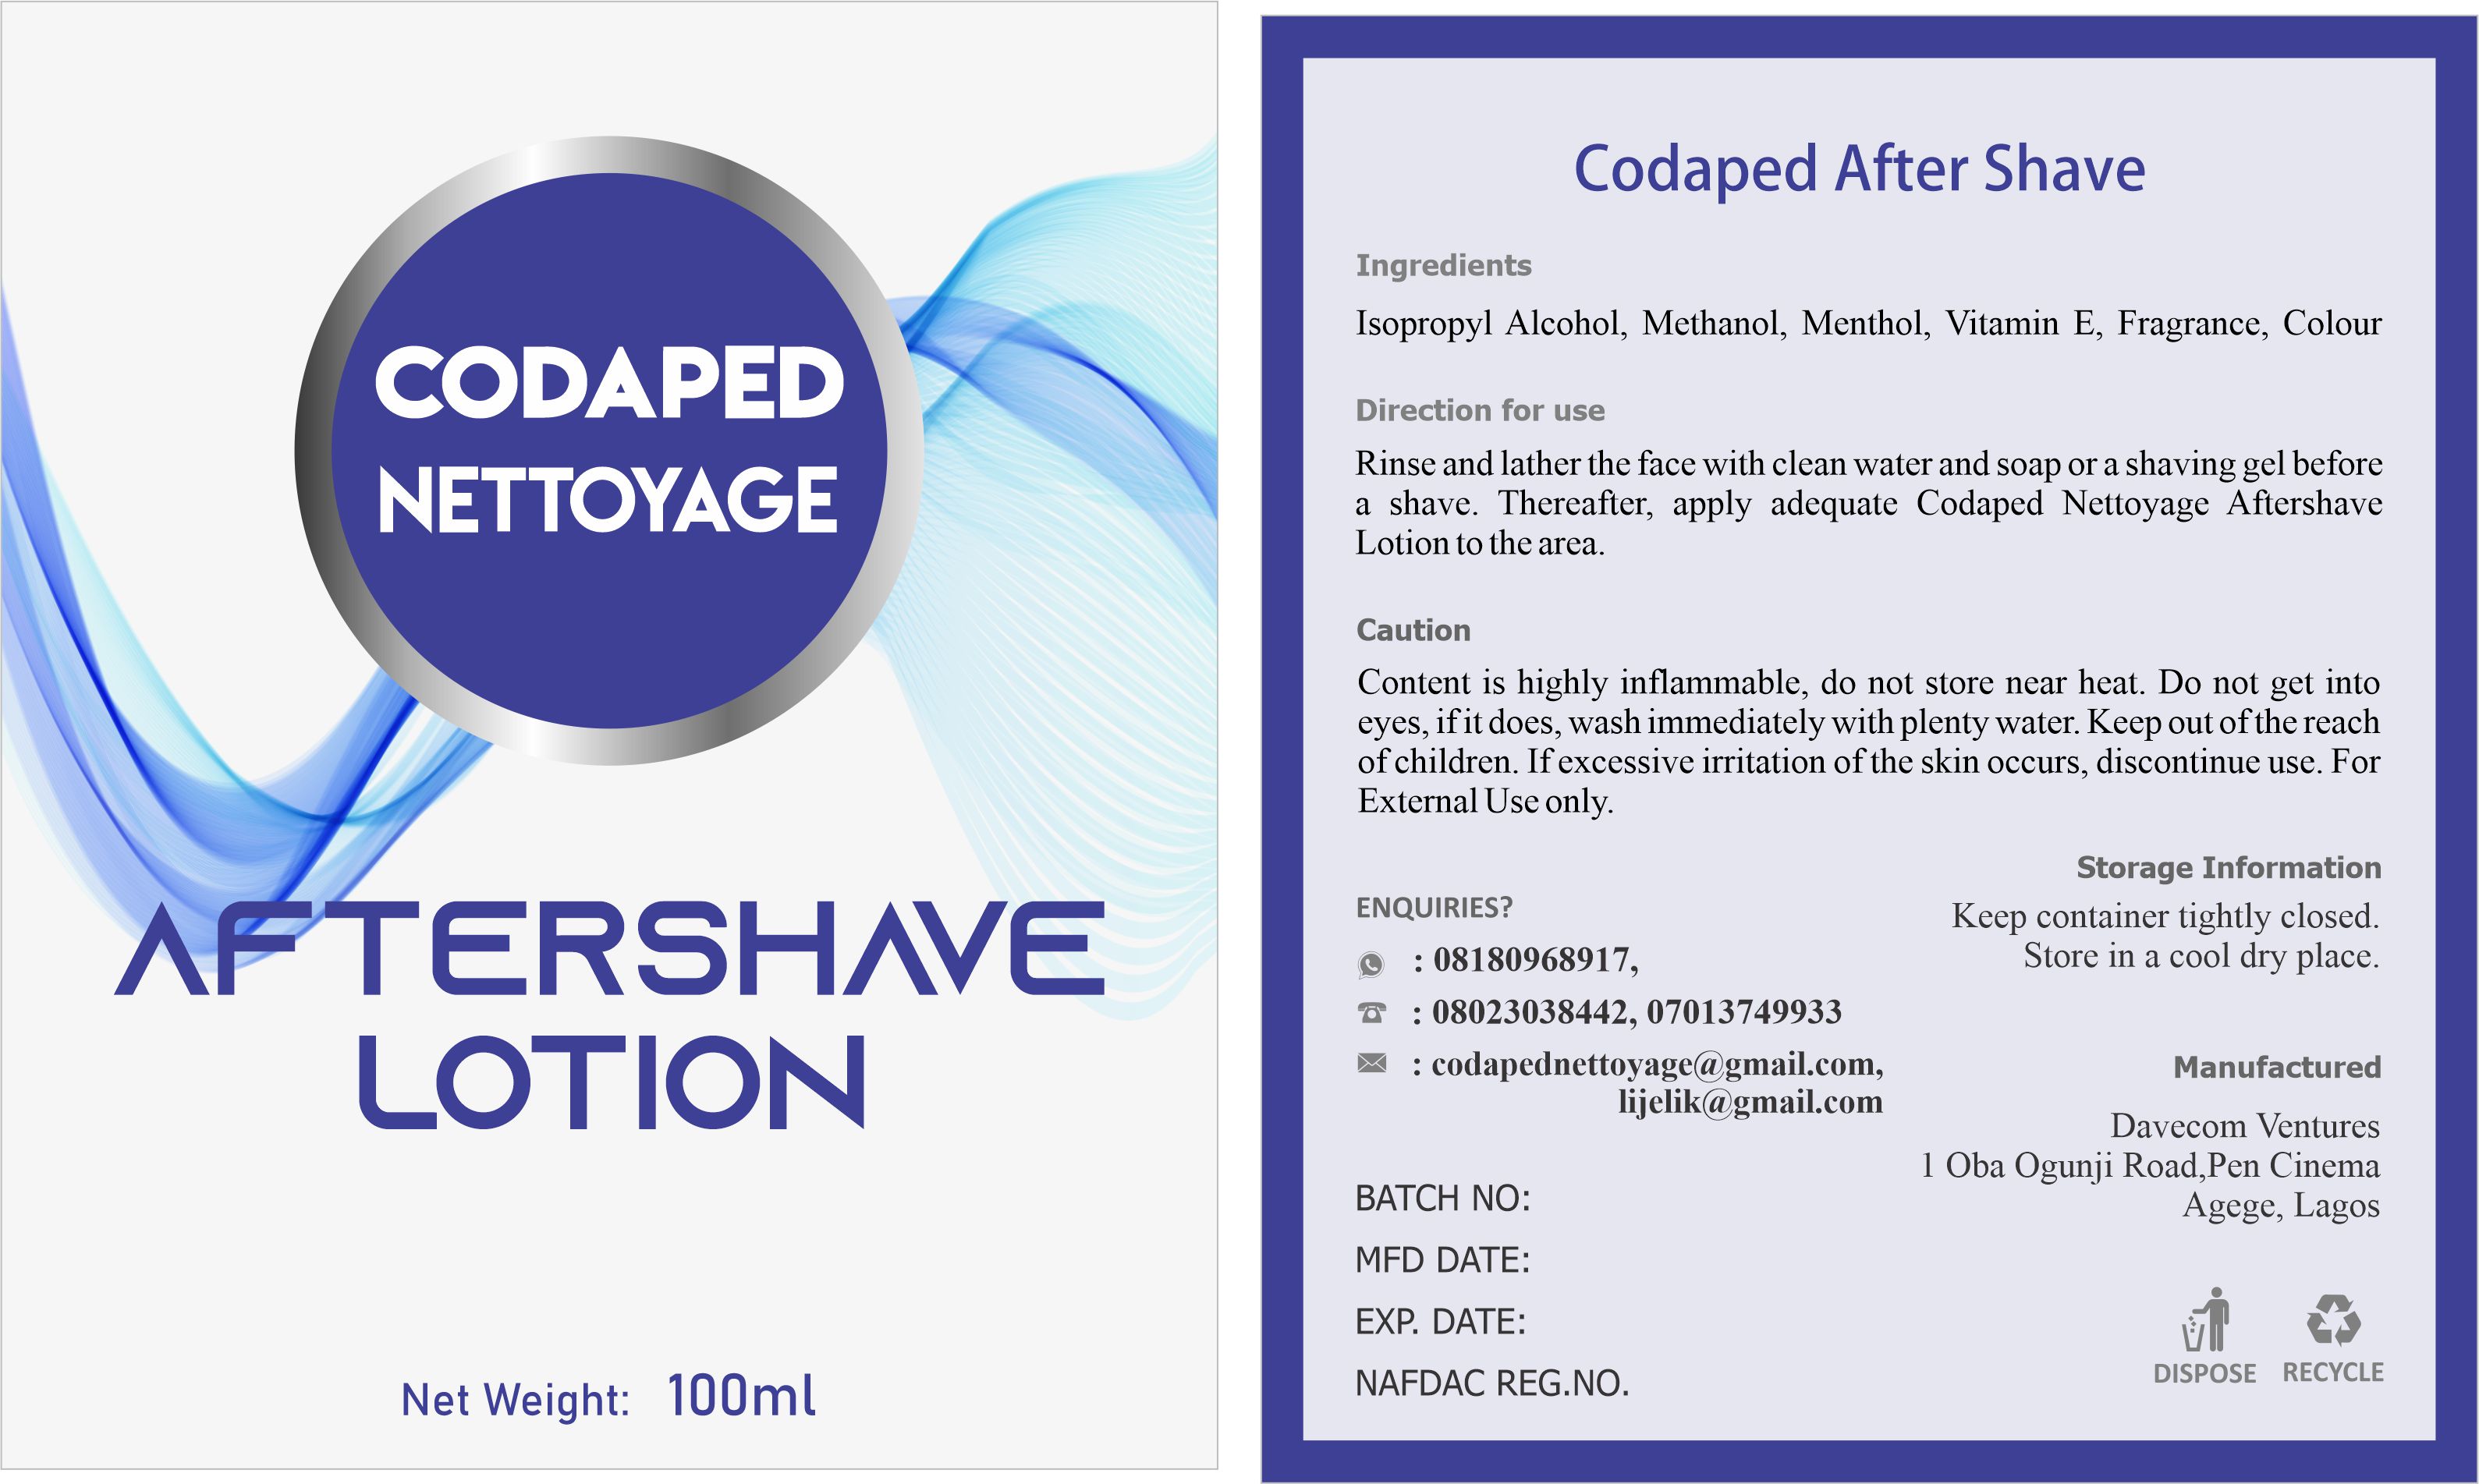 CODAPED
NETTOYAGE
AFTERSHAVE
LOTION
Net Weight: 100ml
Codaped After Shave
Ingredients
Isopropyl Alcohol, Methanol, Menthol, Vitamin E, Fragrance, Colour
Direction for use
Rinse and lather the face with clean water and soap or a shaving gel before
a shave. Thereafter, apply adequate Codaped Nettoyage Aftershave
Lotion to the area.
Caution
Content is highly inflammable, do not store near heat. Do not get into
eyes, if it does, wash immediately with plenty water. Keep out of the reach
of children. If excessive irritation of the skin occurs, discontinue use. For
External Use only.
ENQUIRIES?
: 08180968917,
: 08023038442, 07013749933
: codapednettoyage@gmail.com,
lijelik@gmail.com
Storage Information
Keep container tightly closed.
Store in a cool dry place.
Manufactured
Davecom Ventures
1 Oba Ogunji Road,Pen Cinema
Agege, Lagos
BATCH NO:
MFD DATE:
EXP. DATE:
NAFDAC REG.NO.
DISPOSE
RECYCLE